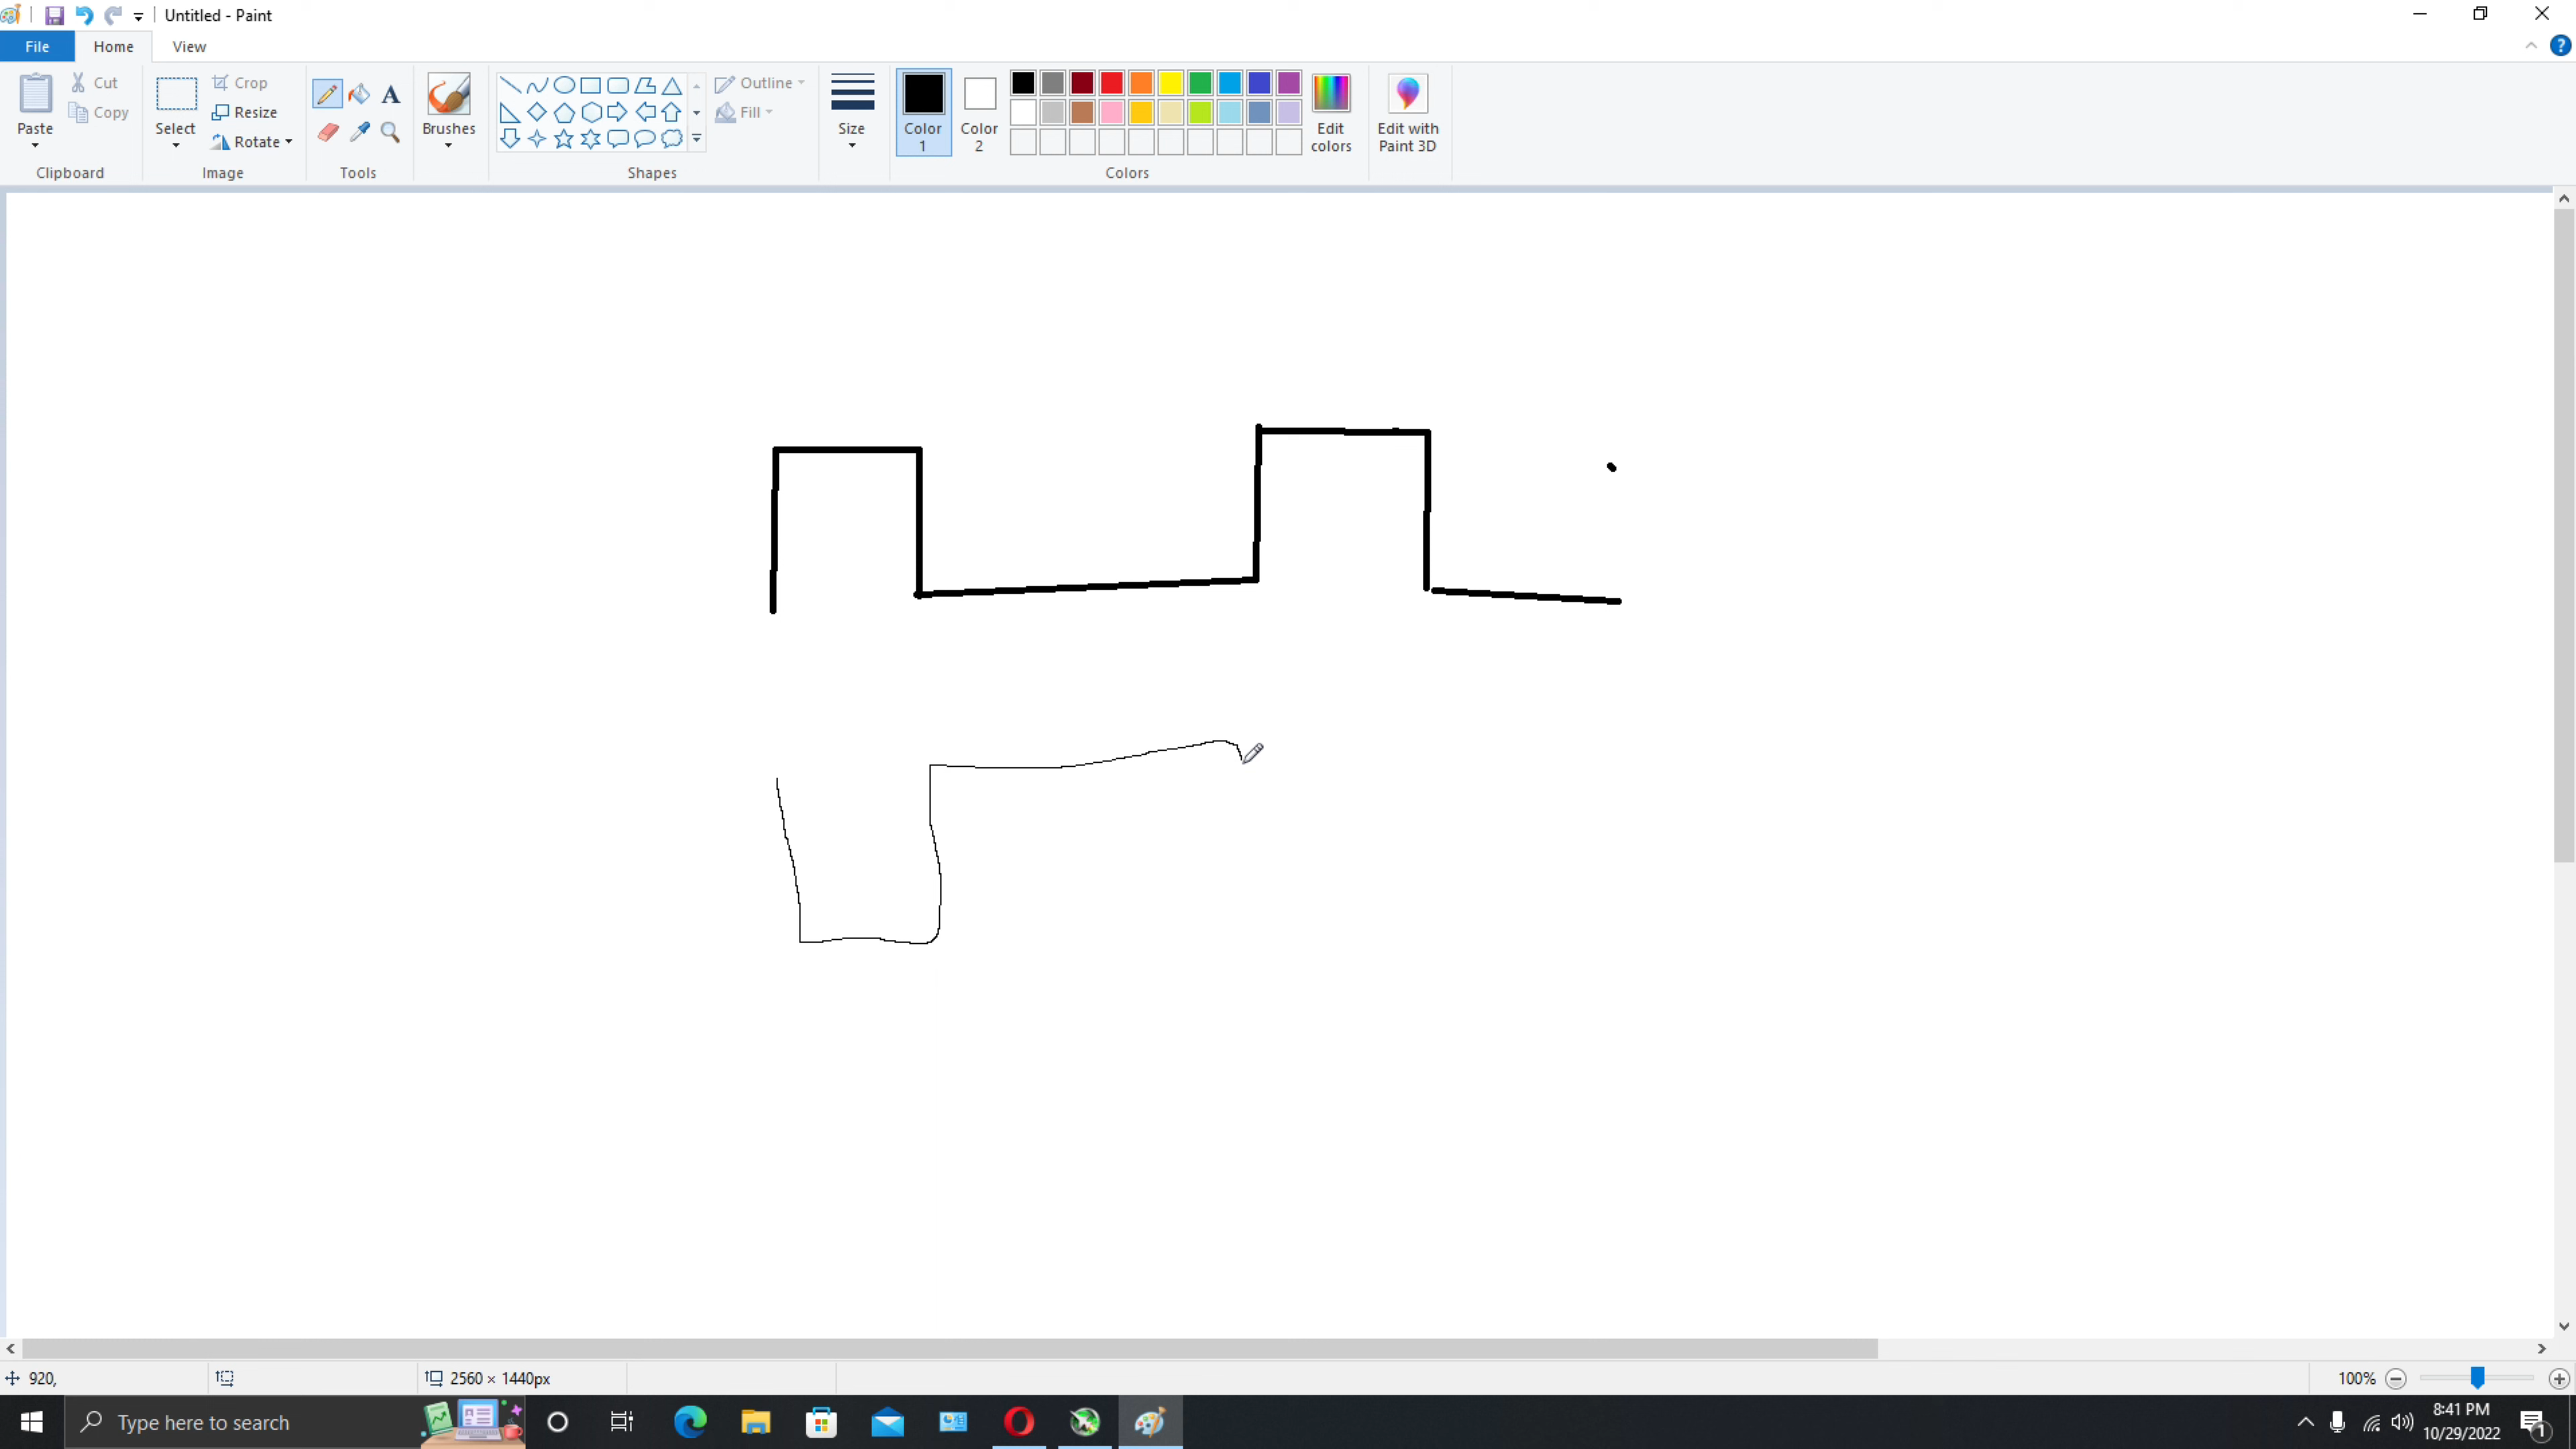 Untitled - Paint
File Home View
Paste
Cut
Copy
Clipboard
Select
Crop
Resize
Rotate
Image
A
Tools
Brushes
Shapes
Outline
Fill
Size
Color 1
Color 2
Colors
Edit colors
Edit with Paint 3D
920,
2560 × 1440px
100%
Type here to search
8:41 PM
10/29/2022
1